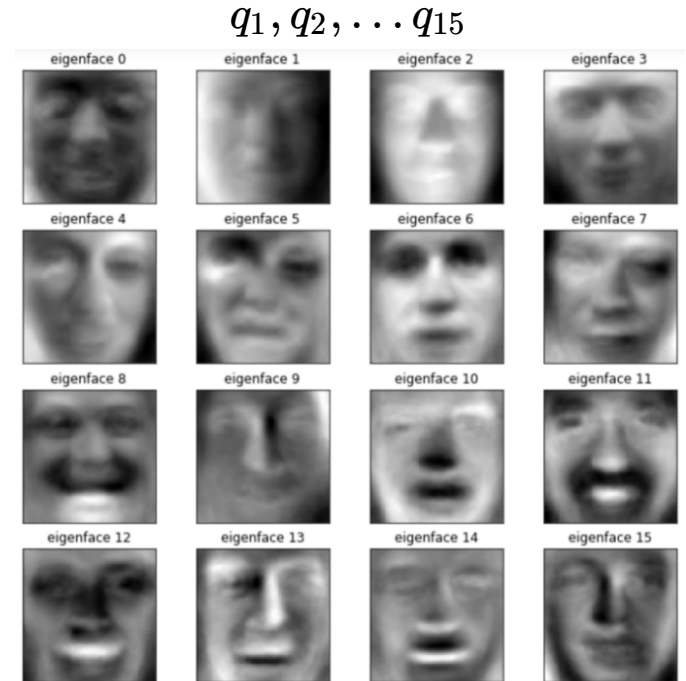 q₁, q₂, ... q₁₅
eigenface 0 eigenface 1 eigenface 2 eigenface 3
eigenface 4 eigenface 5 eigenface 6 eigenface 7
eigenface 8 eigenface 9 eigenface 10 eigenface 11
eigenface 12 eigenface 13 eigenface 14 eigenface 15